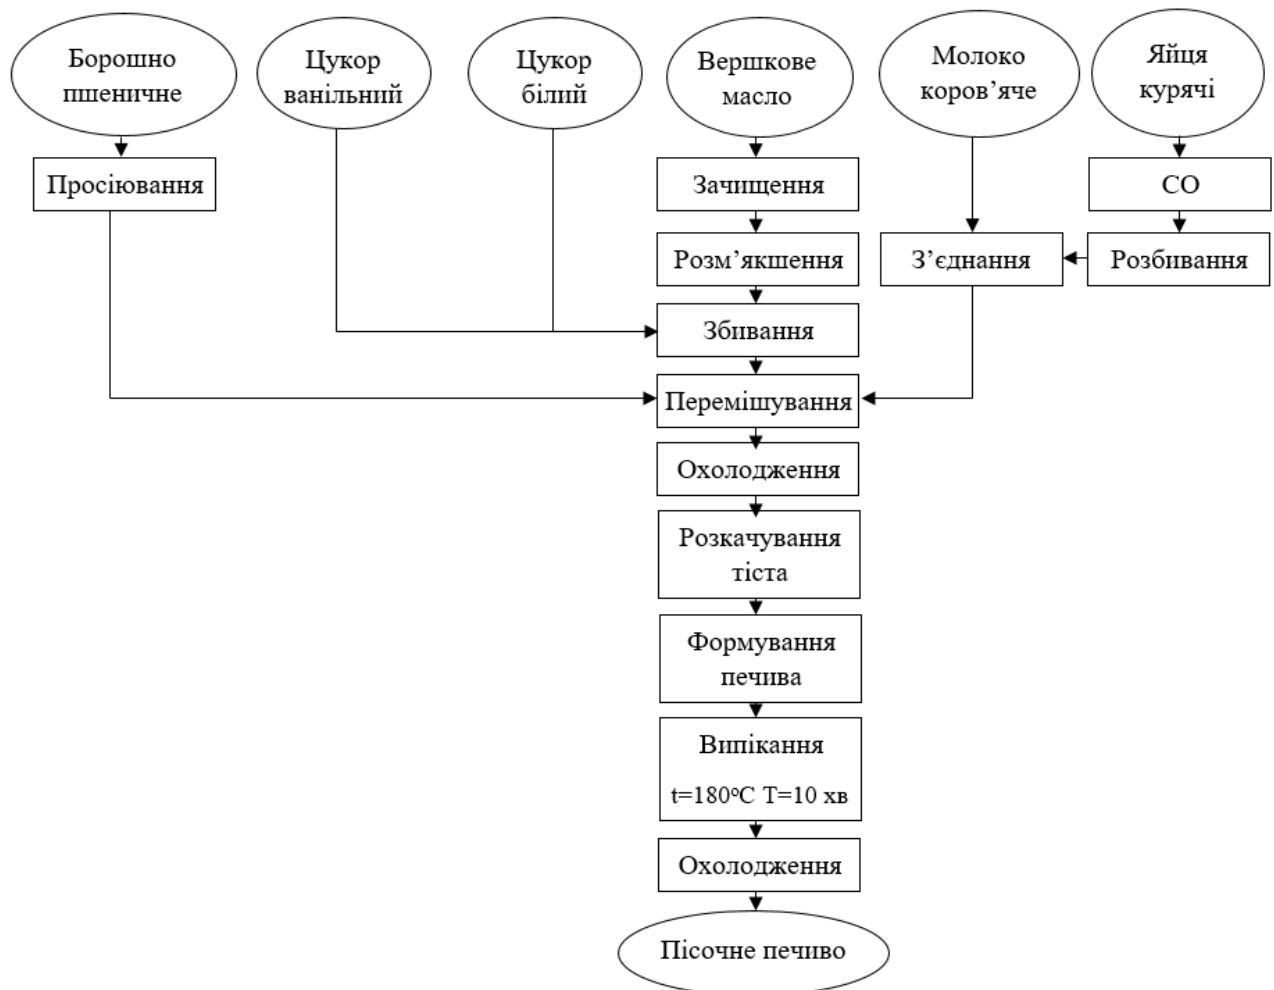 Борошно
пшеничне
Цукор
ванільний
Цукор
білий
Вершкове
масло
Молоко
коров’яче
Яйця
курячі
Просіювання
Зачищення
СО
Розм’якшення
З’єднання
Розбивання
Збивання
Перемішування
Охолодження
Розкачування
тіста
Формування
печива
Випікання
t=180°С Т=10 хв
Охолодження
Пісочне печиво